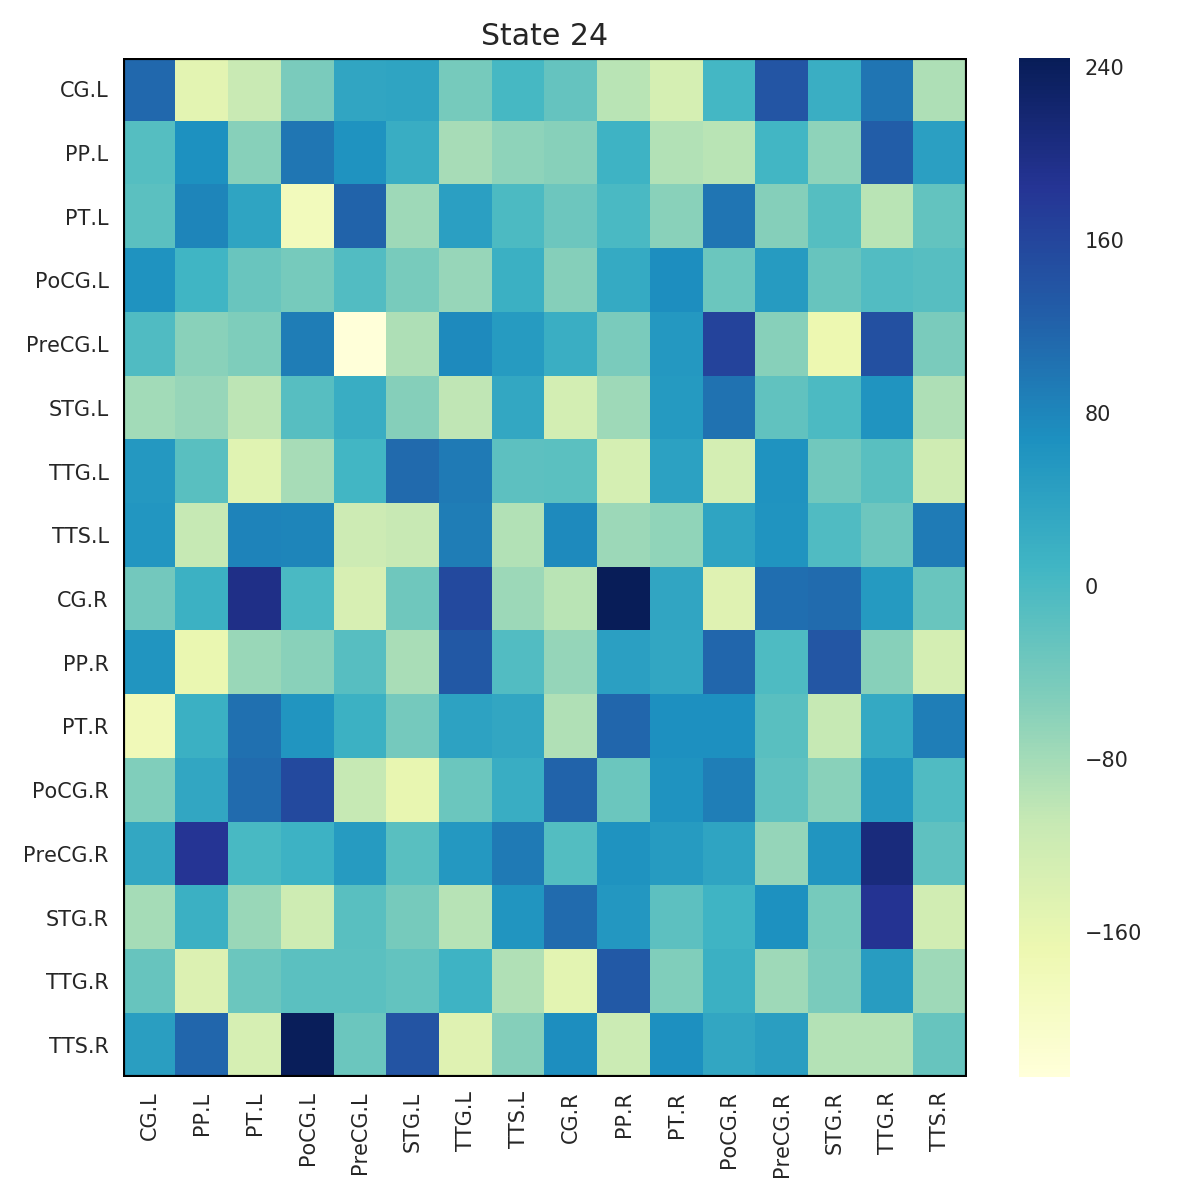 State 24
CG.L
PP.L
PT.L
PoCG.L
PreCG.L
STG.L
TTG.L
TTS.L
CG.R
PP.R
PT.R
PoCG.R
PreCG.R
STG.R
TTG.R
TTS.R
CG.L
PP.L
PT.L
PoCG.L
PreCG.L
STG.L
TTG.L
TTS.L
CG.R
PP.R
PT.R
PoCG.R
PreCG.R
STG.R
TTG.R
TTS.R
240
160
80
0
−80
−160